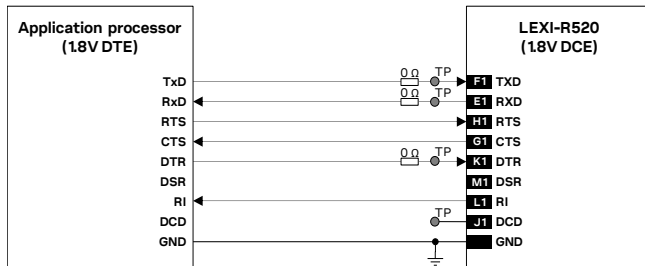 Application processor
(1.8V DTE)
LEXI-R520
(1.8V DCE)
TxD 0 Ω TP F1 TXD
RxD 0 Ω TP E1 RXD
RTS H1 RTS
CTS G1 CTS
DTR 0 Ω TP K1 DTR
DSR M1 DSR
RI L1 RI
DCD TP J1 DCD
GND GND